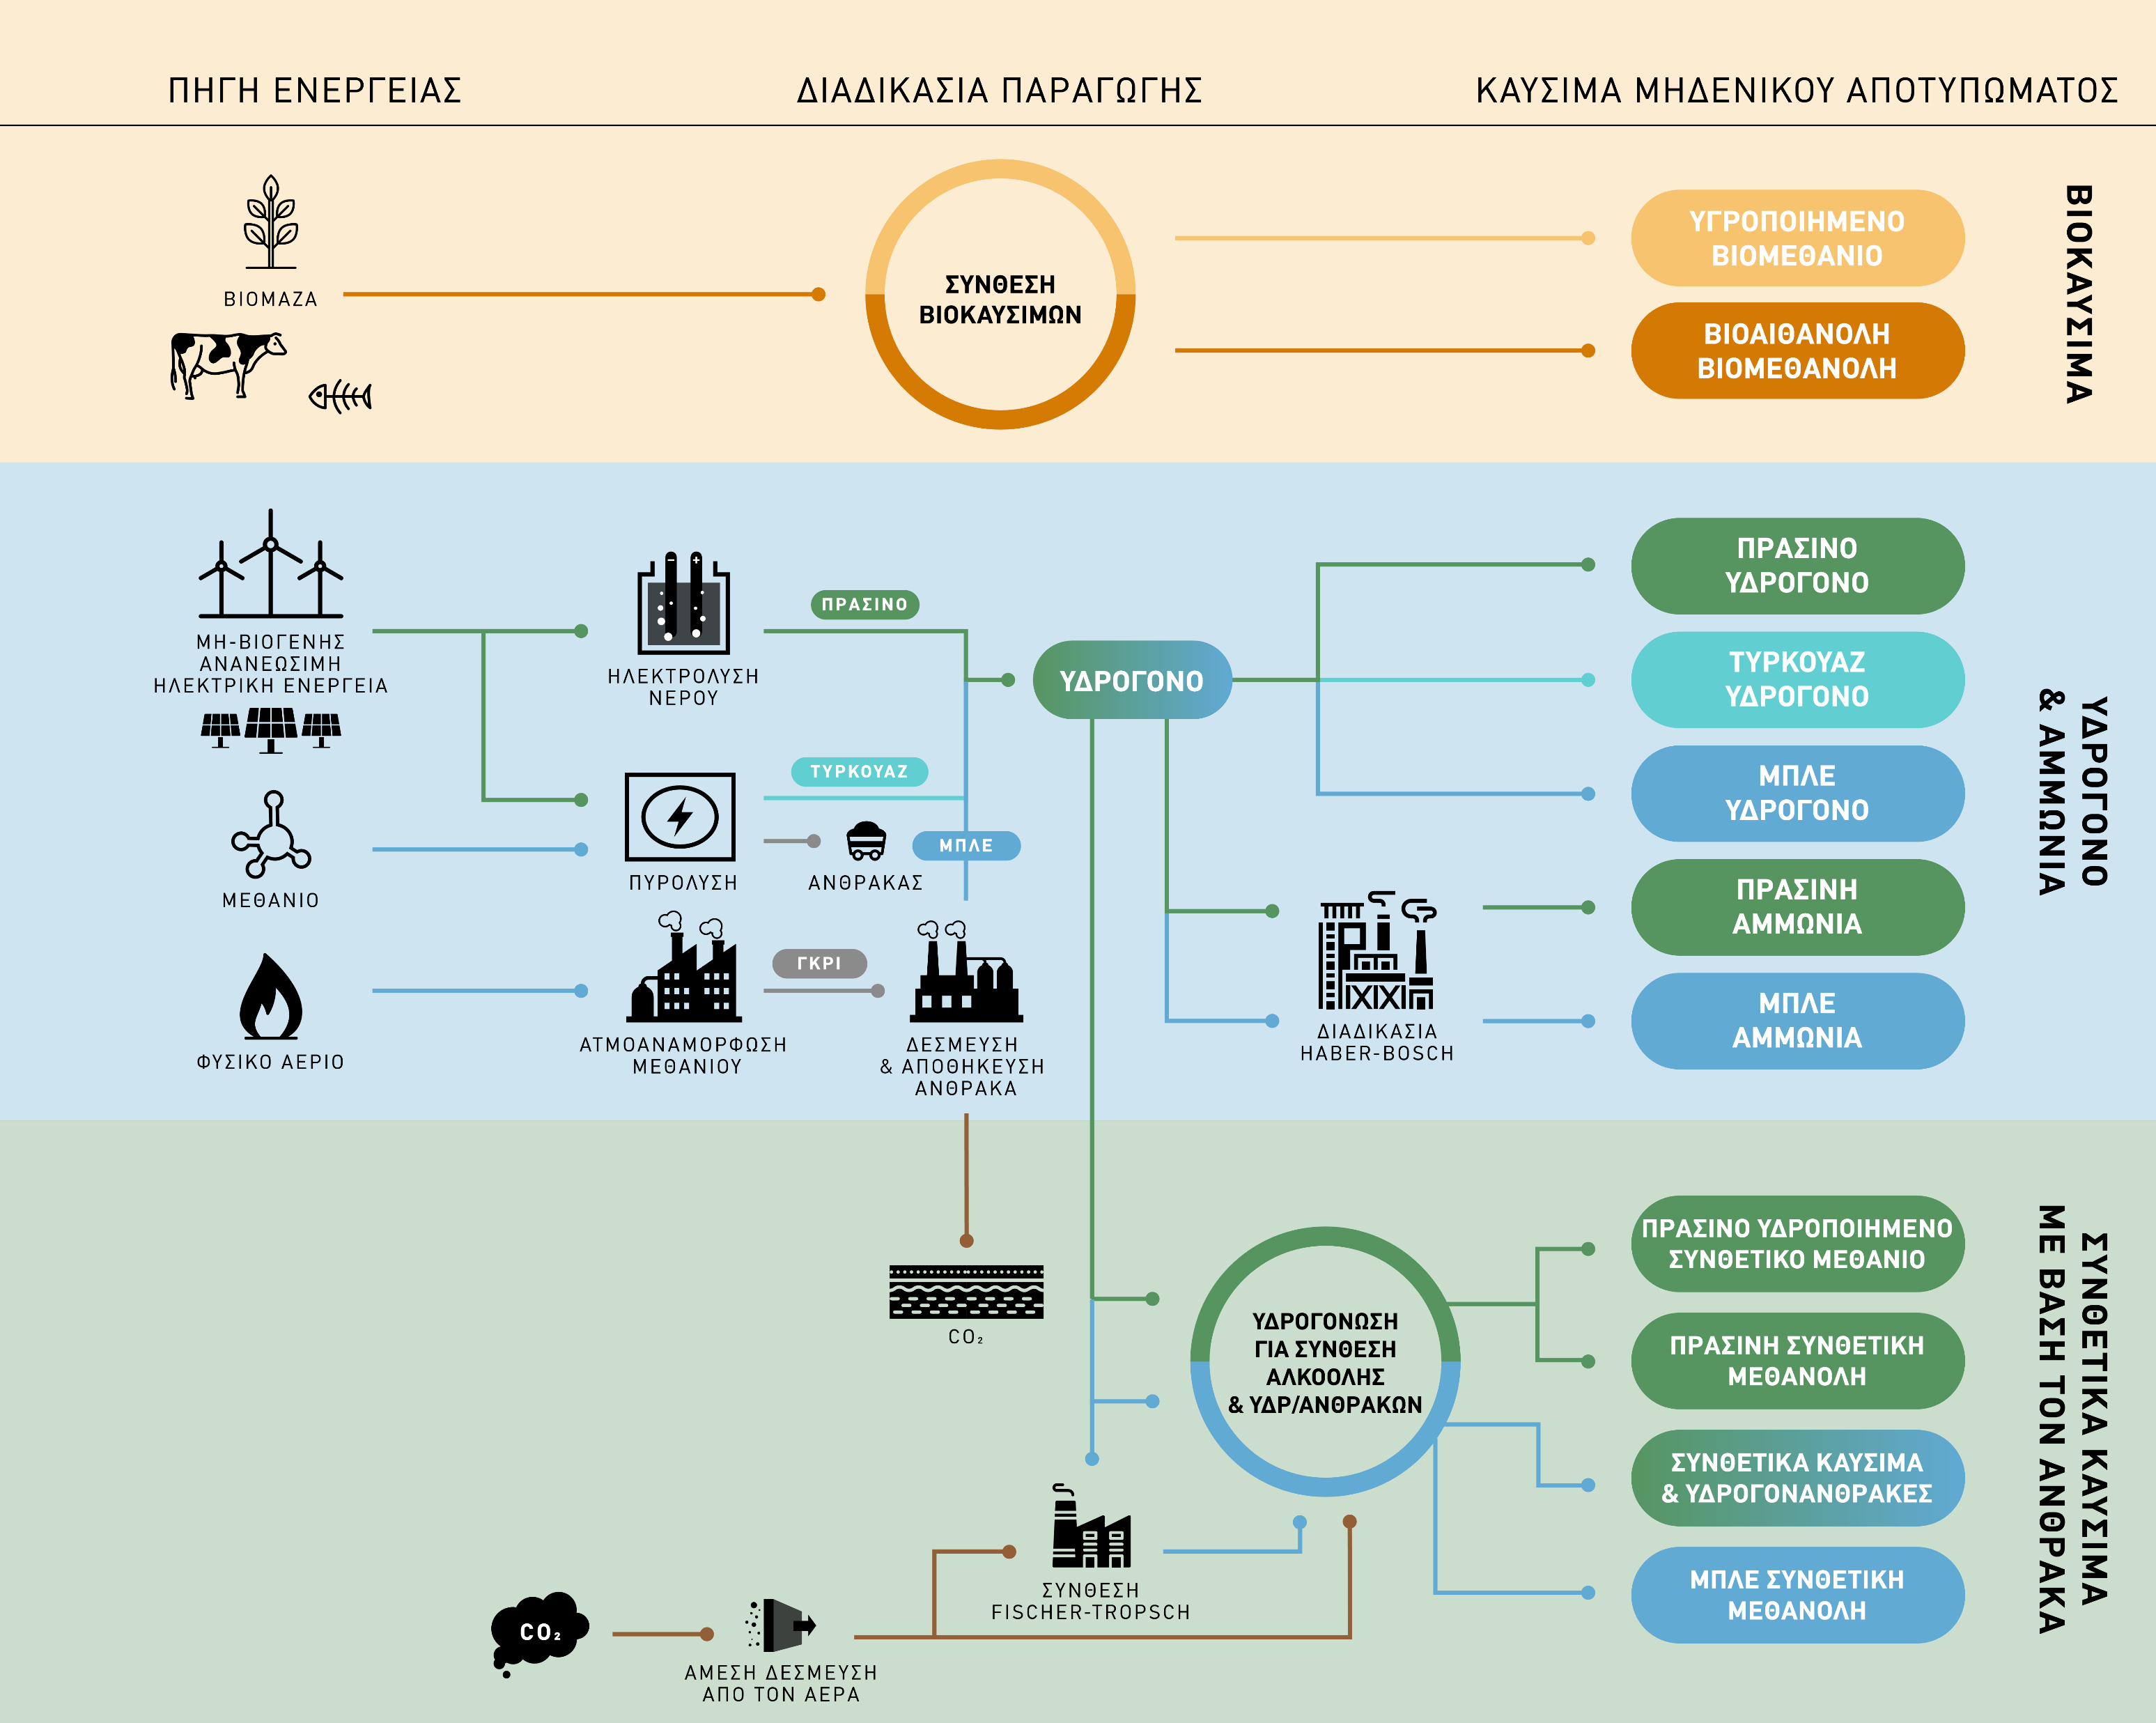 ΠΗΓΗ ΕΝΕΡΓΕΙΑΣ
ΔΙΑΔΙΚΑΣΙΑ ΠΑΡΑΓΩΓΗΣ
ΚΑΥΣΙΜΑ ΜΗΔΕΝΙΚΟΥ ΑΠΟΤΥΠΩΜΑΤΟΣ
ΒΙΟΜΑΖΑ
ΣΥΝΘΕΣΗ
ΒΙΟΚΑΥΣΙΜΩΝ
ΥΓΡΟΠΟΙΗΜΕΝΟ
ΒΙΟΜΕΘΑΝΙΟ
ΒΙΟΑΙΘΑΝΟΛΗ
ΒΙΟΜΕΘΑΝΟΛΗ
ΒΙΟΚΑΥΣΙΜΑ
ΜΗ-ΒΙΟΓΕΝΗΣ
ΑΝΑΝΕΩΣΙΜΗ
ΗΛΕΚΤΡΙΚΗ ΕΝΕΡΓΕΙΑ
ΜΕΘΑΝΙΟ
ΦΥΣΙΚΟ ΑΕΡΙΟ
ΗΛΕΚΤΡΟΛΥΣΗ
ΝΕΡΟΥ
ΠΡΑΣΙΝΟ
ΠΥΡΟΛΥΣΗ
ΤΥΡΚΟΥΑΖ
ΑΝΘΡΑΚΑΣ
ΜΠΛΕ
ΑΤΜΟΑΝΑΜΟΡΦΩΣΗ
ΜΕΘΑΝΙΟΥ
ΓΚΡΙ
ΔΕΣΜΕΥΣΗ
& ΑΠΟΘΗΚΕΥΣΗ
ΑΝΘΡΑΚΑ
ΥΔΡΟΓΟΝΟ
ΔΙΑΔΙΚΑΣΙΑ
HABER-BOSCH
ΠΡΑΣΙΝΟ
ΥΔΡΟΓΟΝΟ
ΤΥΡΚΟΥΑΖ
ΥΔΡΟΓΟΝΟ
ΜΠΛΕ
ΥΔΡΟΓΟΝΟ
ΠΡΑΣΙΝΗ
ΑΜΜΩΝΙΑ
ΜΠΛΕ
ΑΜΜΩΝΙΑ
ΥΔΡΟΓΟΝΟ
& ΑΜΜΩΝΙΑ
CO₂
ΥΔΡΟΓΟΝΩΣΗ
ΓΙΑ ΣΥΝΘΕΣΗ
ΑΛΚΟΟΛΗΣ
& ΥΔΡ/ΑΝΘΡΑΚΩΝ
ΣΥΝΘΕΣΗ
FISCHER-TROPSCH
CO₂
ΑΜΕΣΗ ΔΕΣΜΕΥΣΗ
ΑΠΟ ΤΟΝ ΑΕΡΑ
ΠΡΑΣΙΝΟ ΥΔΡΟΠΟΙΗΜΕΝΟ
ΣΥΝΘΕΤΙΚΟ ΜΕΘΑΝΙΟ
ΠΡΑΣΙΝΗ ΣΥΝΘΕΤΙΚΗ
ΜΕΘΑΝΟΛΗ
ΣΥΝΘΕΤΙΚΑ ΚΑΥΣΙΜΑ
& ΥΔΡΟΓΟΝΑΝΘΡΑΚΕΣ
ΜΠΛΕ ΣΥΝΘΕΤΙΚΗ
ΜΕΘΑΝΟΛΗ
ΣΥΝΘΕΤΙΚΑ ΚΑΥΣΙΜΑ
ΜΕ ΒΑΣΗ ΤΟΝ ΑΝΘΡΑΚΑ